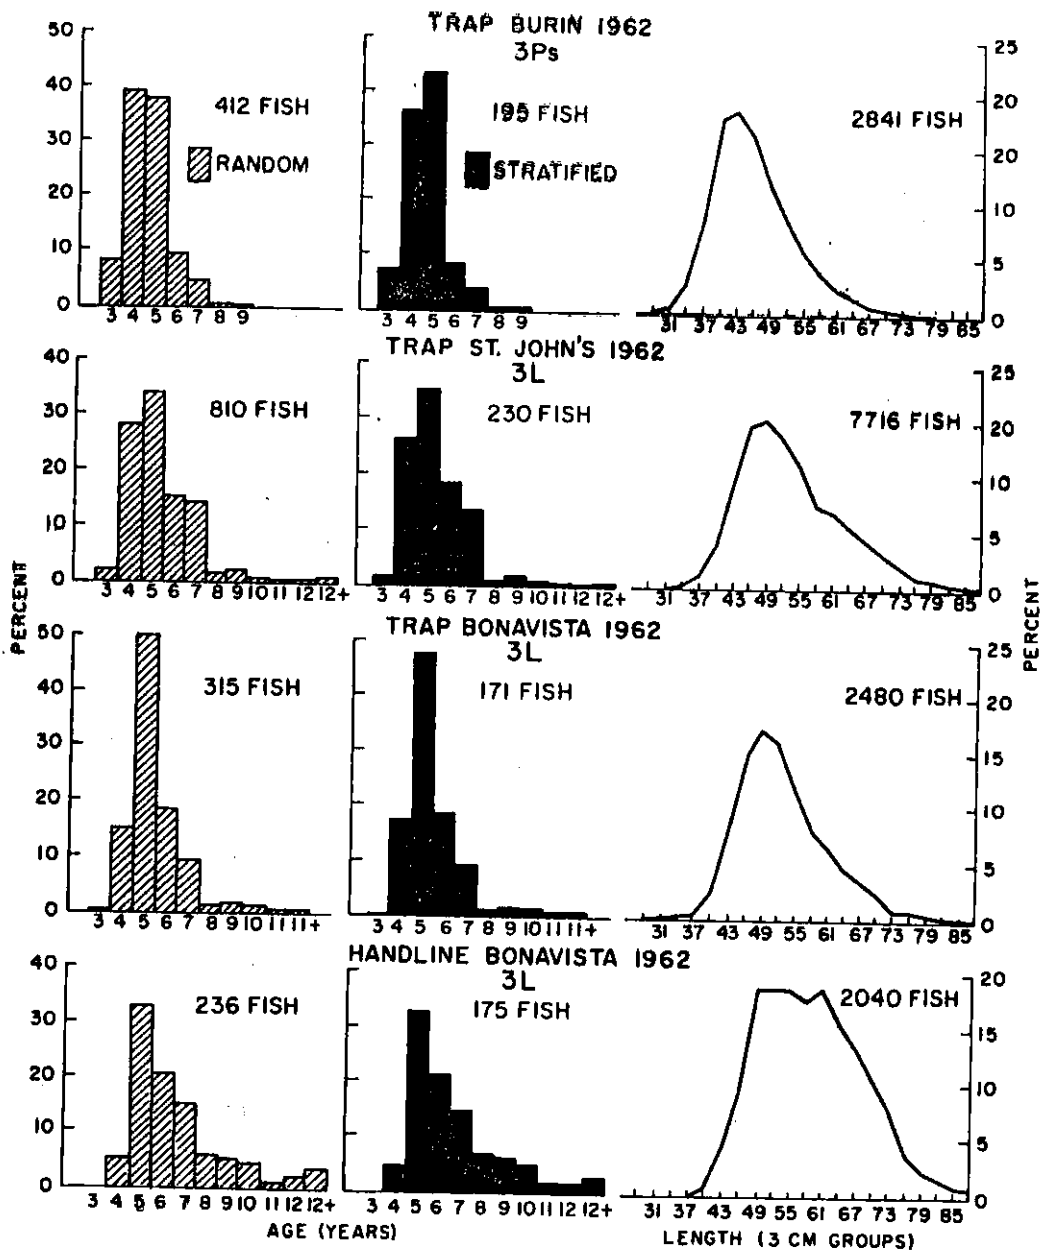 TRAP BURIN 1962
3Ps
50
40
30
20
10
0
412 FISH
RANDOM
3 4 5 6 7 8 9
195 FISH
STRATIFIED
3 4 5 6 7 8 9
2841 FISH
25
20
20
10
5
0
31 37 43 49 55 61 67 73 79 85
TRAP ST. JOHN'S 1962
3L
40
30
20
10
0
810 FISH
3 4 5 6 7 8 9 10 11 12 12+
230 FISH
3 4 5 6 7 8 9 10 11 12 12+
7716 FISH
25
20
10
5
0
31 37 43 49 55 61 67 73 79 85
PERCENT
PERCENT
TRAP BONAVISTA 1962
3L
50
40
30
20
10
0
315 FISH
3 4 5 6 7 8 9 10 11 11+
171 FISH
3 4 5 6 7 8 9 10 11 11+
2480 FISH
25
20
15
10
5
0
31 37 43 49 55 61 67 73 79 85
HANDLINE BONAVISTA 1962
3L
40
30
20
10
0
236 FISH
3 4 5 6 7 8 9 10 11 12 12+
175 FISH
3 4 5 6 7 8 9 10 11 12 12+
2040 FISH
20
15
10
5
0
31 37 43 49 55 61 67 73 79 85
AGE (YEARS)
LENGTH (3 CM GROUPS)